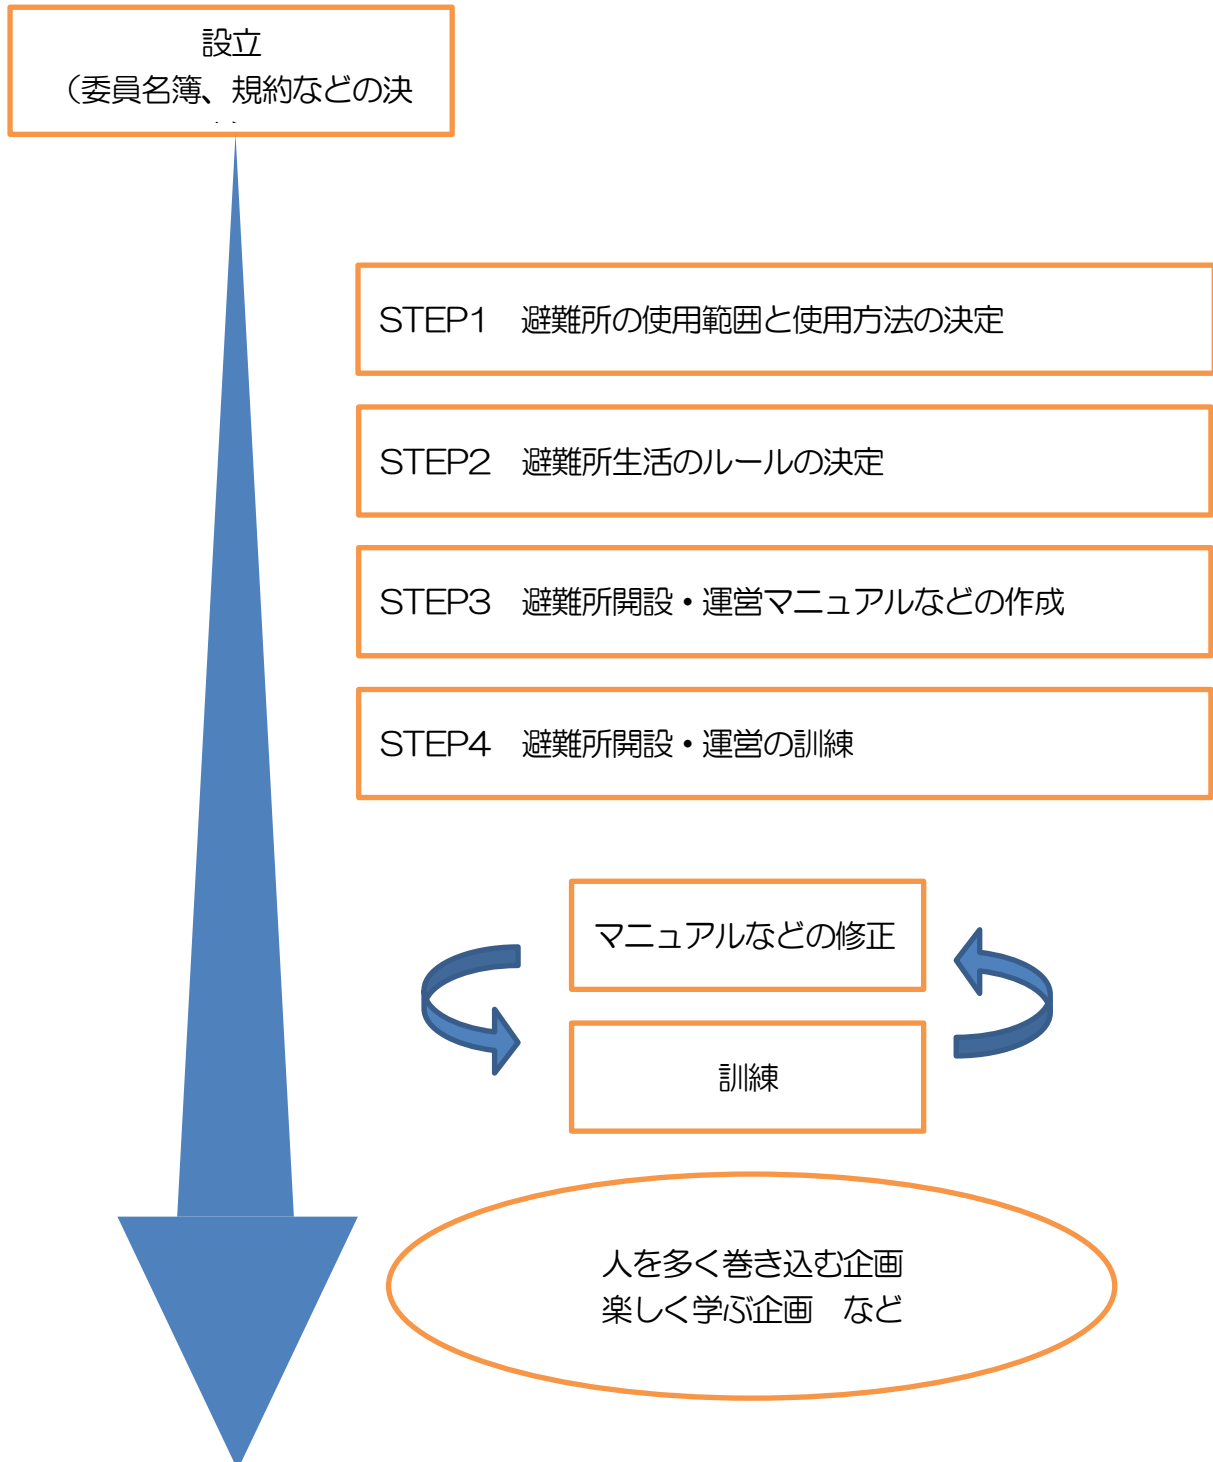 設立
（委員名簿、規約などの決
STEP1　避難所の使用範囲と使用方法の決定
STEP2　避難所生活のルールの決定
STEP3　避難所開設・運営マニュアルなどの作成
STEP4　避難所開設・運営の訓練
マニュアルなどの修正
訓練
人を多く巻き込む企画
楽しく学ぶ企画　など